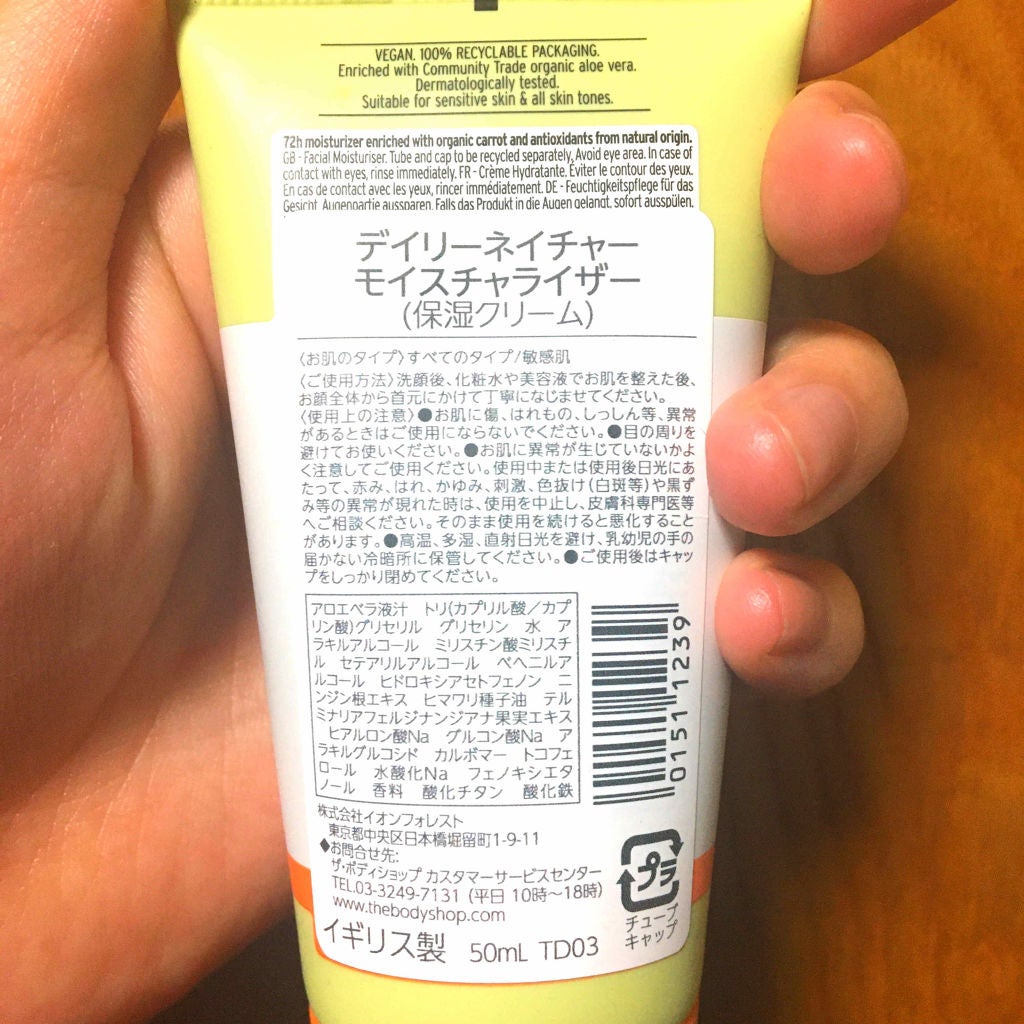 VEGAN. 100% RECYCLABLE PACKAGING.
Enriched with Community Trade organic aloe vera.
Dermatologically tested.
Suitable for sensitive skin & all skin tones.
72h moisturizer enriched with organic carrot and antioxidants from natural origin.
GB - Facial Moisturiser. Tube and cap to be recycled separately, Avoid eye area. In case of
contact with eyes, rinse immediately. FR - Crème Hydratante. Éviter le contour des yeux.
En cas de contact avec les yeux, rincer immédiatement. DE - Feuchtigkeitspflege für das
Gesicht. Augenpartie aussparen. Falls das Produkt in die Augen gelangt, sofort ausspülen.
デイリーネイチャー
モイスチャライザー
(保湿クリーム)
〈お肌のタイプ〉すべてのタイプ/敏感肌
〈ご使用方法〉洗顔後、化粧水や美容液でお肌を整えた後、
お顔全体から首元にかけて丁寧になじませてください。
〈使用上の注意〉●お肌に傷、はれもの、しっしん等、異常
があるときはご使用にならないでください。●目の周りを
避けてお使いください。●お肌に異常が生じていないかよ
く注意してご使用ください。使用中または使用後日光にあ
たって、赤み、はれ、かゆみ、刺激、色抜け(白斑等)や黒ず
み等の異常が現れた時は、使用を中止し、皮膚科専門医等
へご相談ください。そのまま使用を続けると悪化すること
があります。●高温、多湿、直射日光を避け、乳幼児の手の
届かない冷暗所に保管してください。●ご使用後はキャッ
プをしっかり閉めてください。
アロエベラ液汁 トリ(カプリル酸/カプ
リン酸)グリセリル グリセリン 水 ア
ラキルアルコール ミリスチン酸ミリスチ
ル セテアリルアルコール ベヘニルア
ルコール ヒドロキシアセトフェノン ニ
ンジン根エキス ヒマワリ種子油 テル
ミナリアフェルジナンジアナ果実エキス
ヒアルロン酸Na グルコン酸Na ア
ラキルグルコシド カルボマー トコフェ
ロール 水酸化Na フェノキシエタ
ノール 香料 酸化チタン 酸化鉄
01511239
株式会社イオンフォレスト
東京都中央区日本橋堀留町1-9-11
◆お問合せ先:
ザ・ボディショップ カスタマーサービスセンター
TEL.03-3249-7131 (平日 10時〜18時)
www.thebodyshop.com
イギリス製 50mL TD03
プラ
チューブ
キャップ